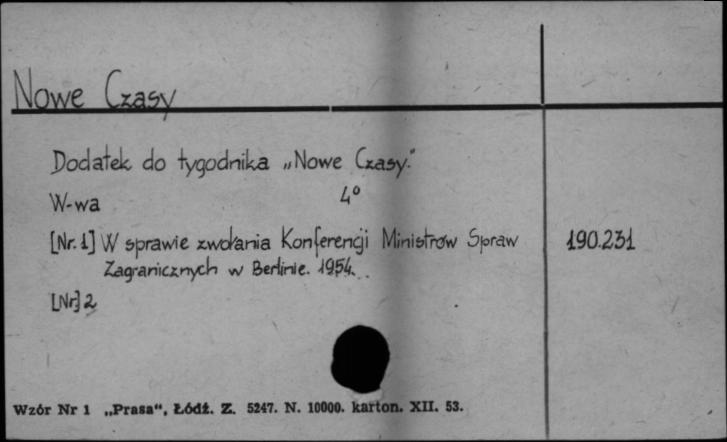 Nowe Czasy
Dodatek do tygodnika „Nowe Czasy."
W-wa 4°
[Nr. 1] W sprawie zwołania Konferencji Ministrów Spraw 190.231
Zagranicznych w Berlinie. 1954.
[Nr] 2
Wzór Nr 1 „Prasa“, Łódź. Z. 5247. N. 10000. karton. XII. 53.